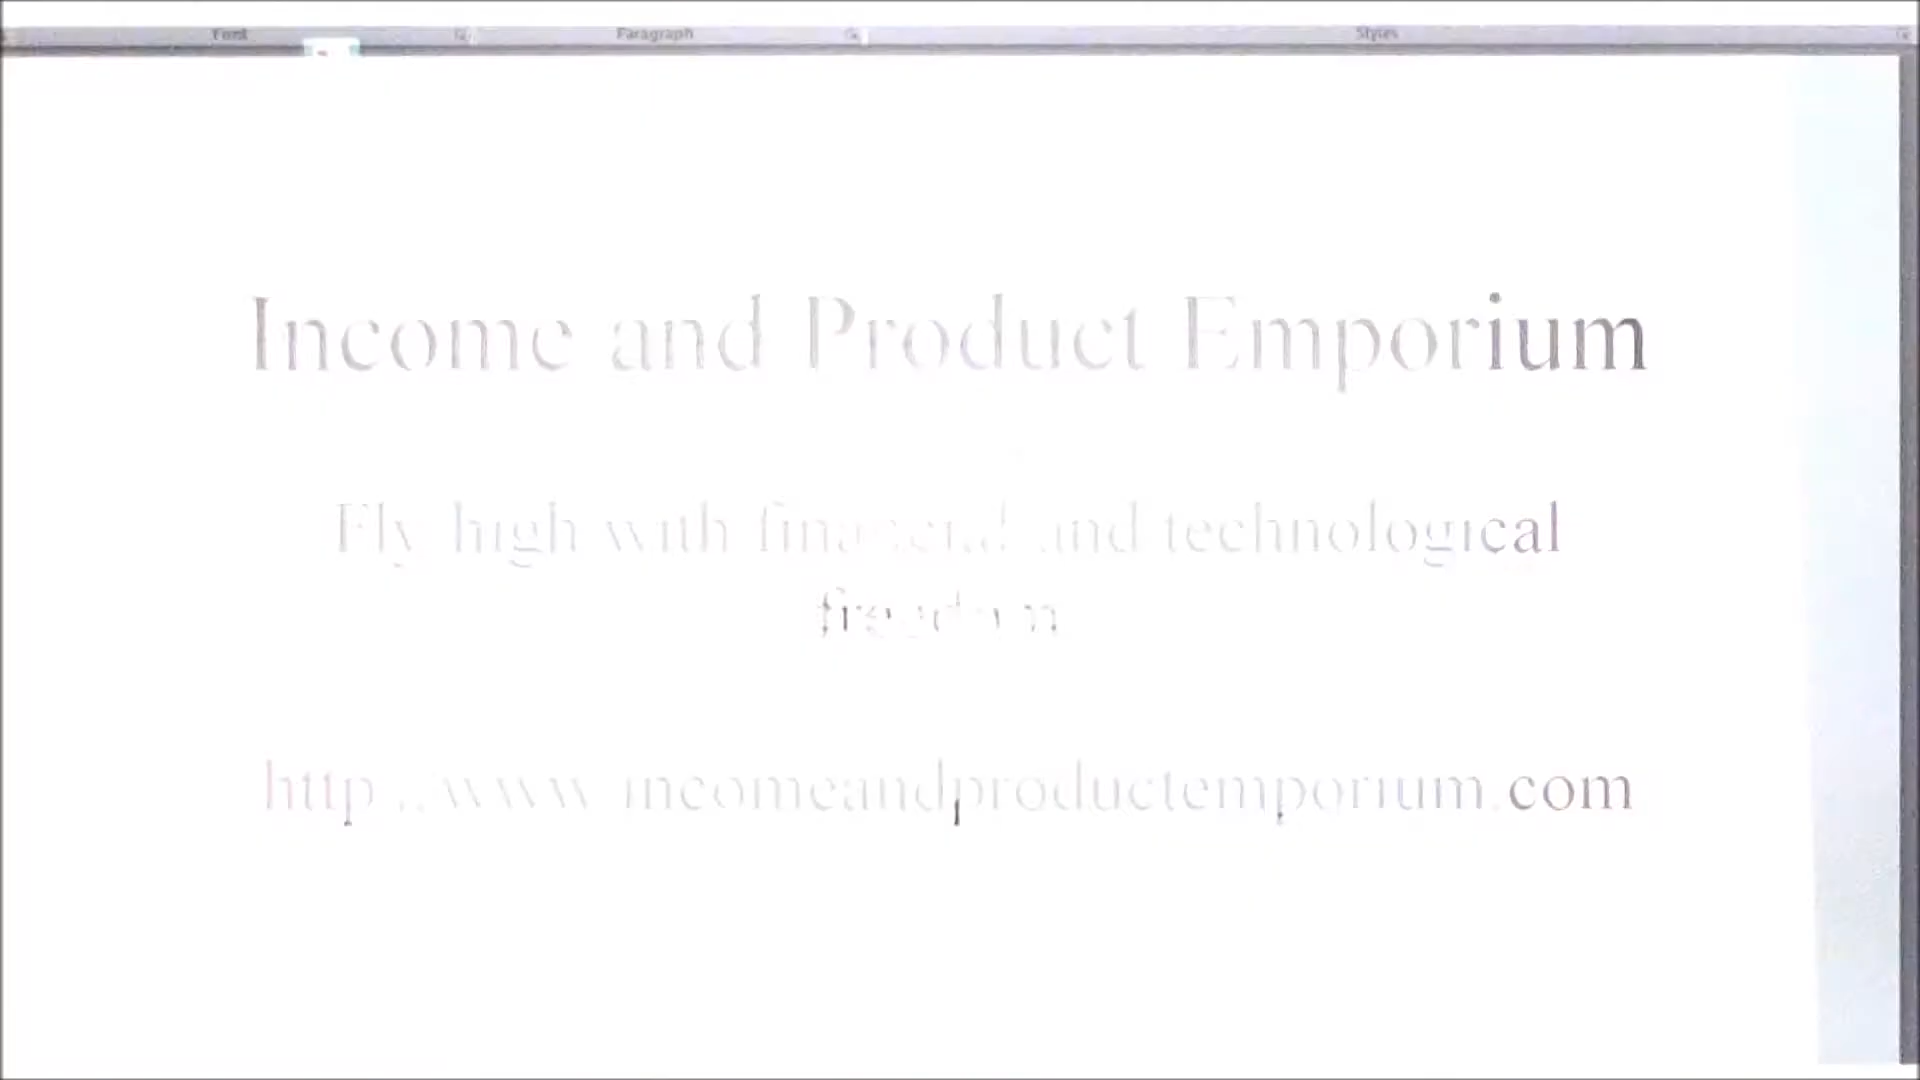 Font Paragraph Styles
Income and Product Emporium
Fly high with financial and technological
freedom
http://www.incomeandproductemporium.com